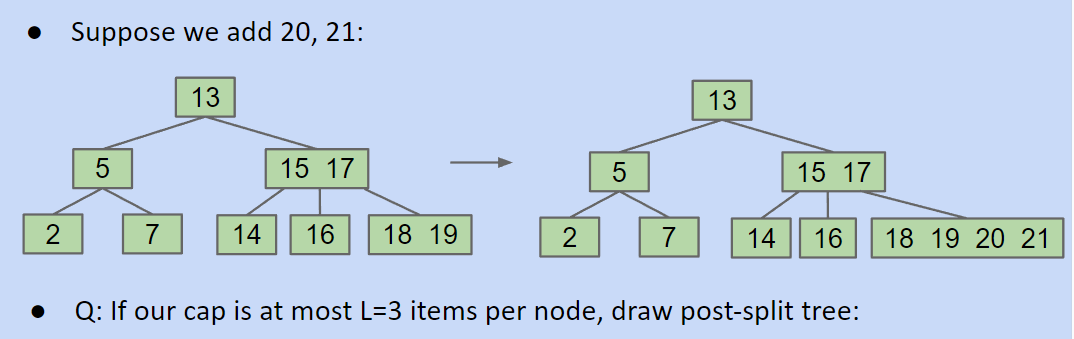 ● Suppose we add 20, 21:
13 13
5 15 17 5 15 17
2 7 14 16 18 19 2 7 14 16 18 19 20 21
● Q: If our cap is at most L=3 items per node, draw post-split tree: